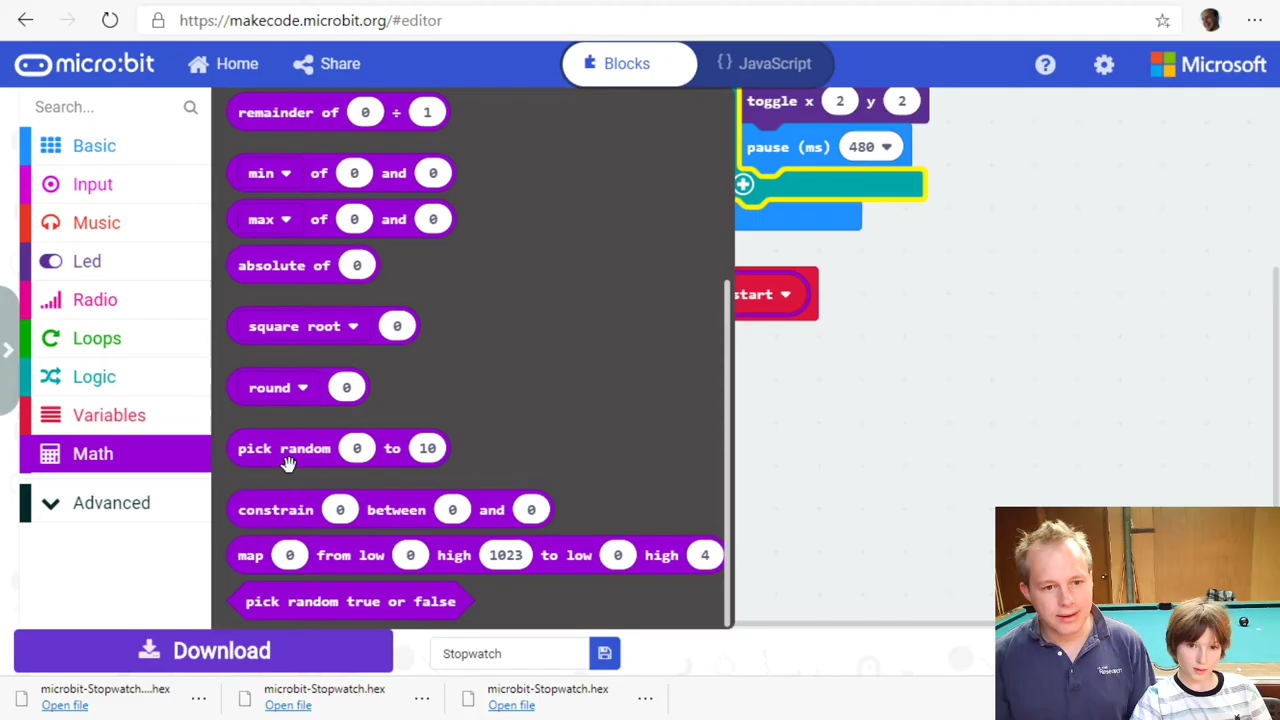 https://makecode.microbit.org/#editor
micro:bit Home Share Blocks {} JavaScript Microsoft
Search...
Basic
Input
Music
Led
Radio
Loops
Logic
Variables
Math
Advanced
remainder of 0 ÷ 1
min of 0 and 0
max of 0 and 0
absolute of 0
square root 0
round 0
pick random 0 to 10
constrain 0 between 0 and 0
map 0 from low 0 high 1023 to low 0 high 4
pick random true or false
toggle x 2 y 2
pause (ms) 480
start
Download Stopwatch
microbit-Stopwatch....hex microbit-Stopwatch.hex microbit-Stopwatch.hex
Open file Open file Open file